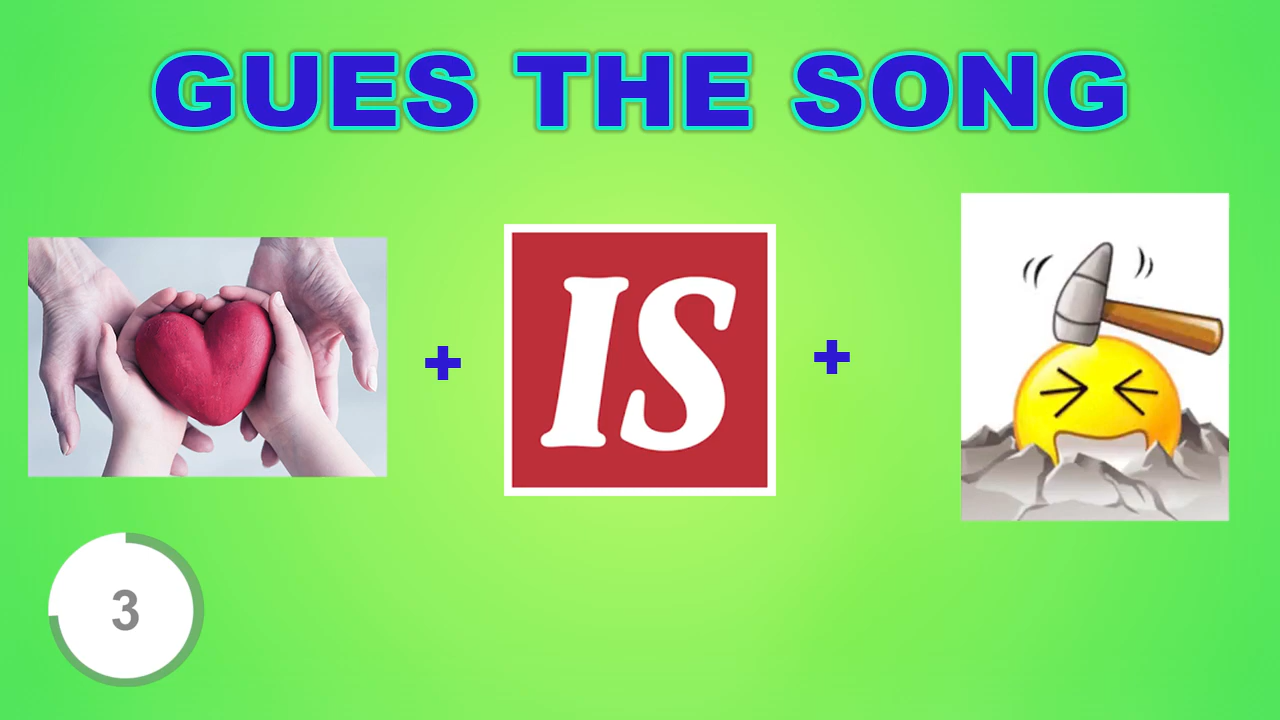 GUES THE SONG
+
IS
+
3